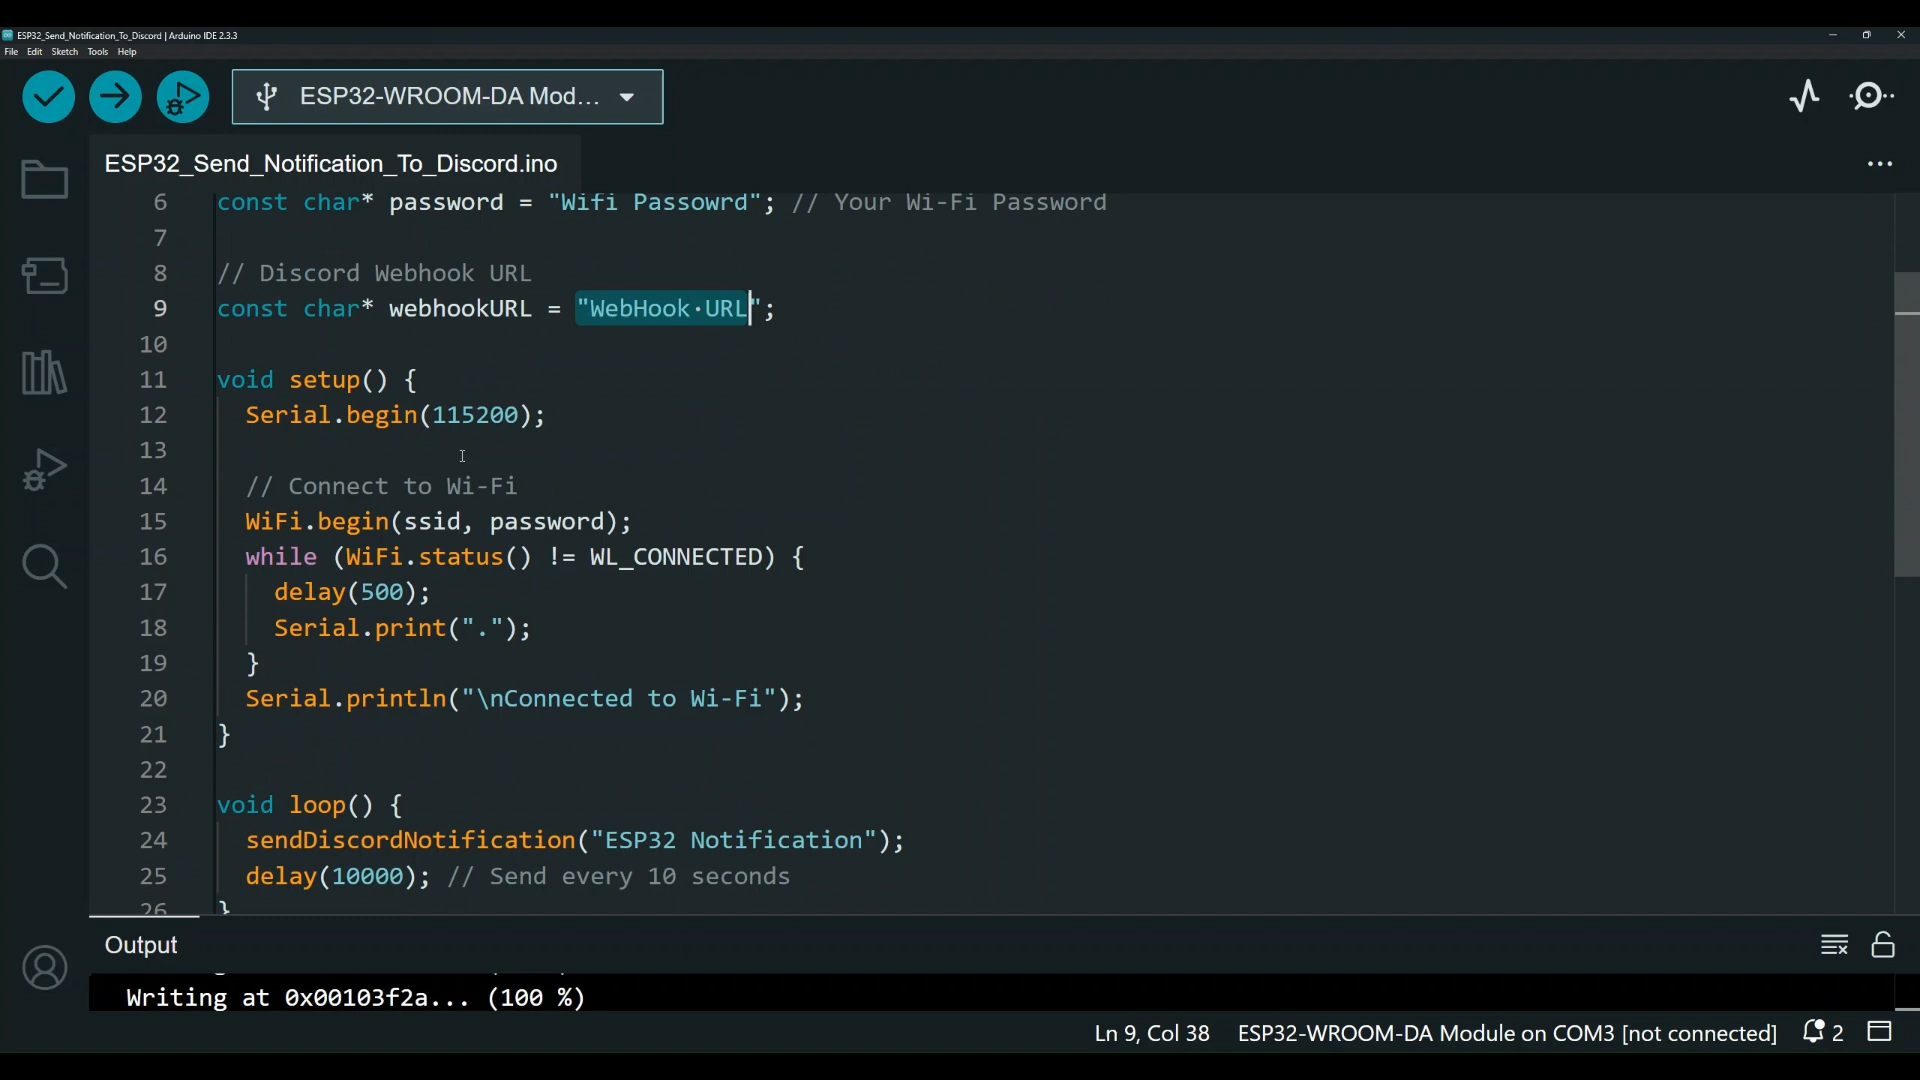 ESP32_Send_Notification_To_Discord | Arduino IDE 2.3.3
File Edit Sketch Tools Help
ESP32-WROOM-DA Mod...
ESP32_Send_Notification_To_Discord.ino
6 const char* password = "Wifi Passowrd"; // Your Wi-Fi Password
7
8 // Discord Webhook URL
9 const char* webhookURL = "WebHook·URL";
10
11 void setup() {
12 Serial.begin(115200);
13
14 // Connect to Wi-Fi
15 WiFi.begin(ssid, password);
16 while (WiFi.status() != WL_CONNECTED) {
17 delay(500);
18 Serial.print(".");
19 }
20 Serial.println("\nConnected to Wi-Fi");
21 }
22
23 void loop() {
24 sendDiscordNotification("ESP32 Notification");
25 delay(10000); // Send every 10 seconds
26 }
Output
Writing at 0x00103f2a... (100 %)
Ln 9, Col 38 ESP32-WROOM-DA Module on COM3 [not connected] 2